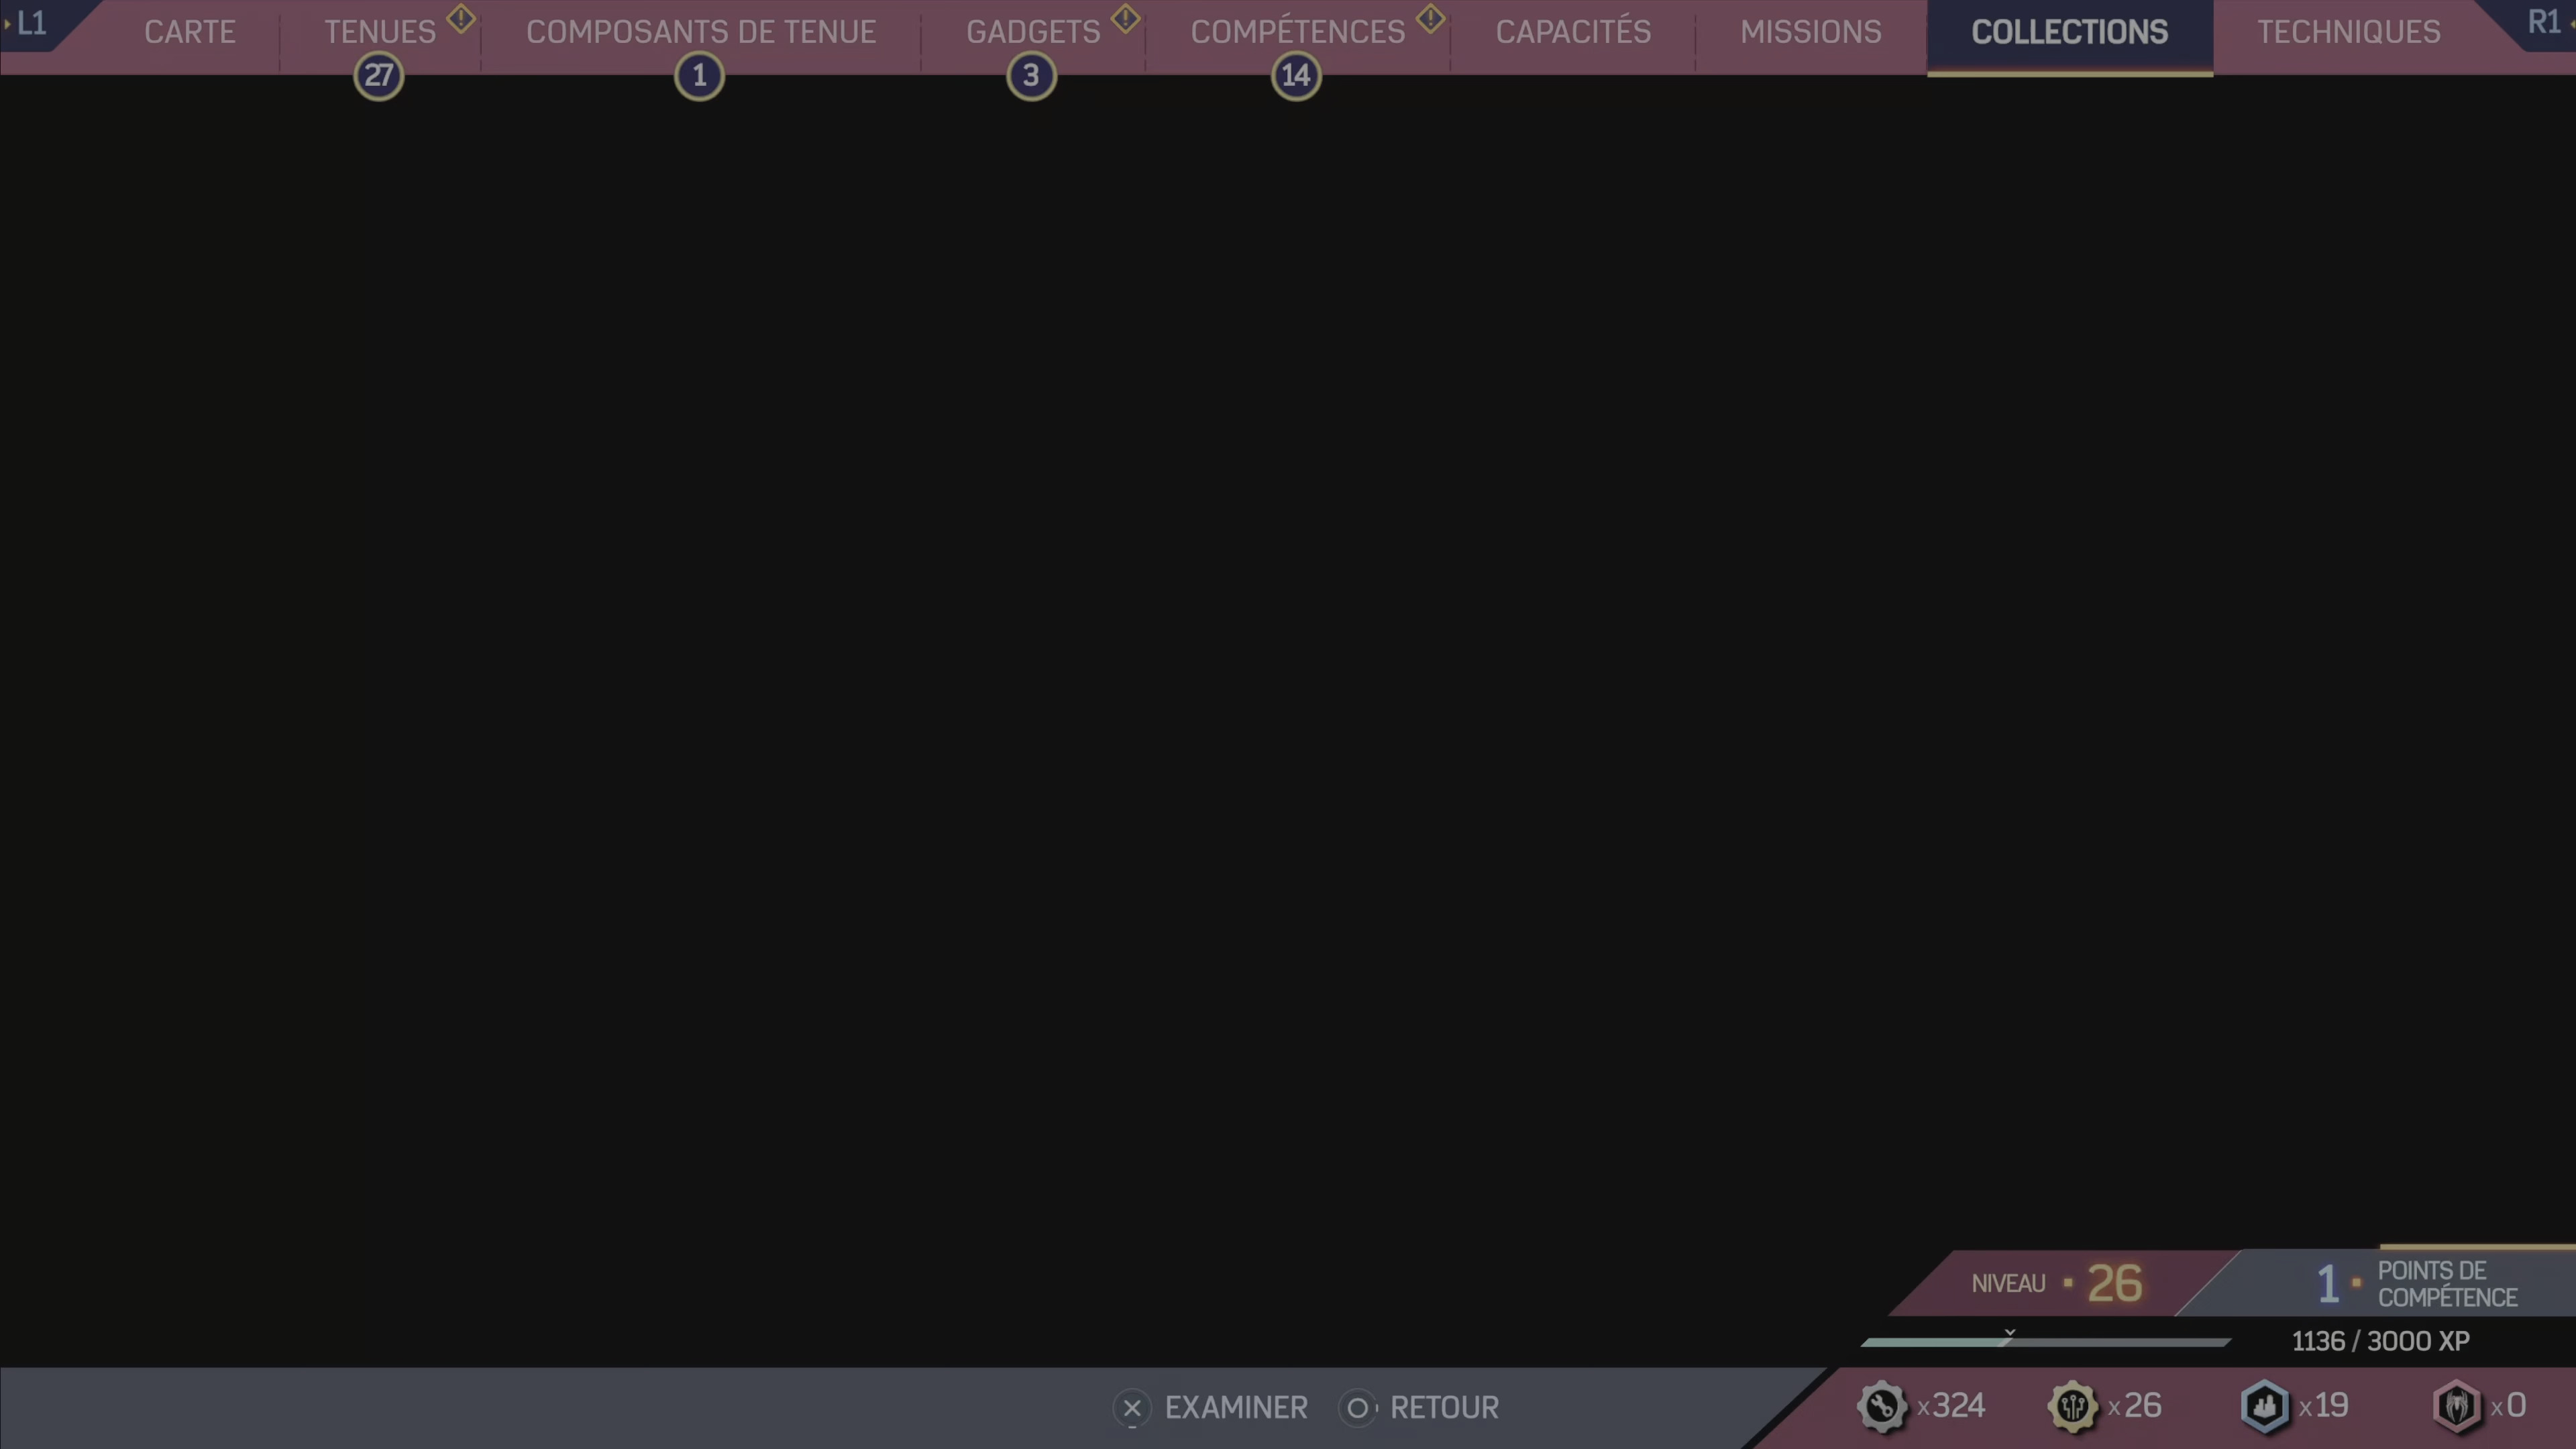 L1
CARTE
TENUES
COMPOSANTS DE TENUE
GADGETS
COMPÉTENCES
CAPACITÉS
MISSIONS
COLLECTIONS
TECHNIQUES
R1
27
1
3
14
NIVEAU 26
1 POINTS DE
COMPÉTENCE
1136 / 3000 XP
EXAMINER
RETOUR
x324
x26
x19
x0